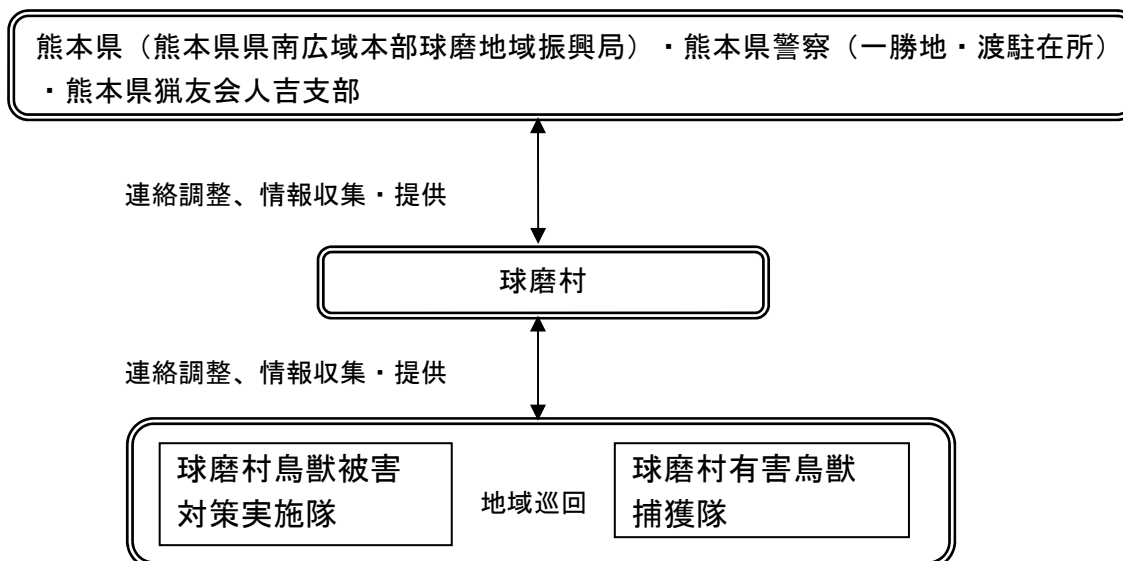 熊本県（熊本県県南広域本部球磨地域振興局）・熊本県警察（一勝地・渡駐在所）
・熊本県猟友会人吉支部
連絡調整、情報収集・提供
球磨村
連絡調整、情報収集・提供
球磨村鳥獣被害
対策実施隊
地域巡回
球磨村有害鳥獣
捕獲隊